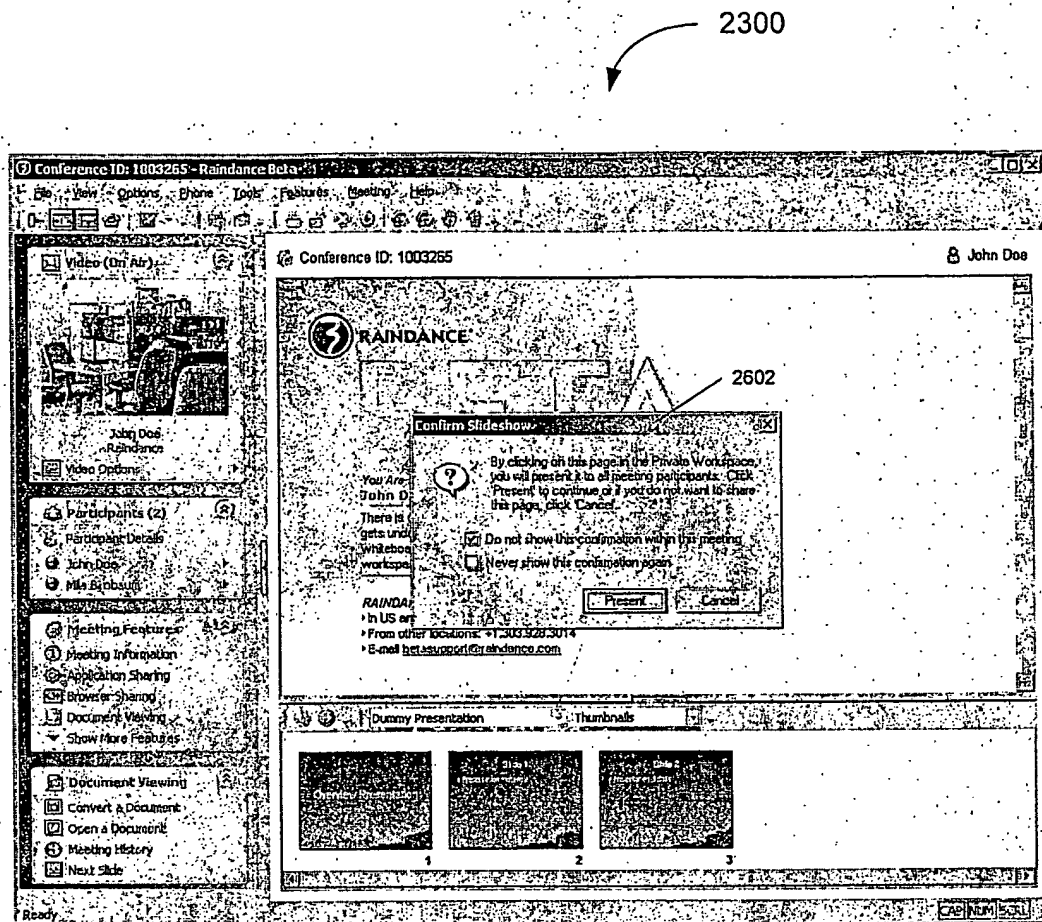 2300
Conference ID: 1003265 - Raindance Beta
File View Options Phone Tools Features Meeting Help
Video (On Air)
John Doe
Raindance
Video Options
Participants (2)
Participant Details
John Doe
Meeting Features
Meeting Information
Application Sharing
Browser Sharing
Document Viewing
Show More Features
Document Viewing
Convert a Document
Open a Document
Meeting History
Next Slide
Ready
Conference ID: 1003265
John Doe
RAINDANCE
2602
Confirm Slideshow
By clicking on this page in the Private Workspace,
you will present it to all meeting participants. Click
'Present' to continue or if you do not want to share
this page, click 'Cancel'.
Do not show this confirmation within this meeting
Never show this confirmation again
Present Cancel
You Are
John D
There is
gets und
whiteboa
workspa
RAINDA
In US an
From other locations: +1.303.928.3014
E-mail betasupport@raindance.com
Dummy Presentation Thumbnails
1 2 3
CAP NUM SCRL